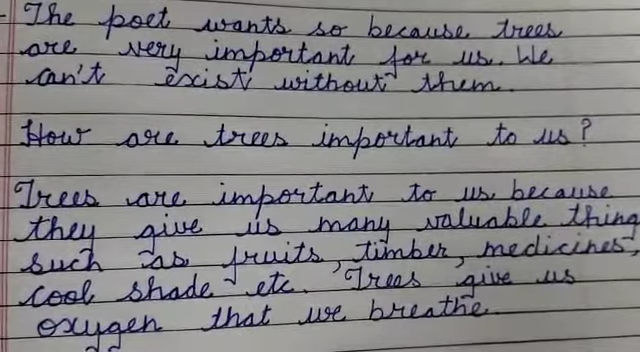 The poet wants so because trees
are very important for us. We
can't exist without them.
How are trees important to us?
Trees are important to us because
they give us many valuable thing
such as fruits, timber, medicines,
cool shade etc. Trees give us
oxygen that we breathe.